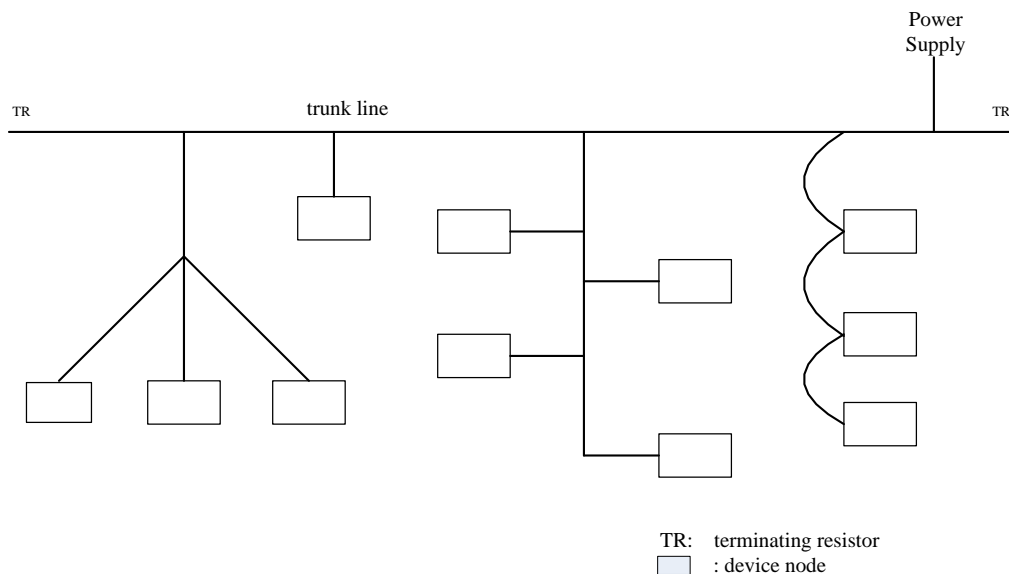 Power
Supply
TR
trunk line
TR
TR: terminating resistor
: device node